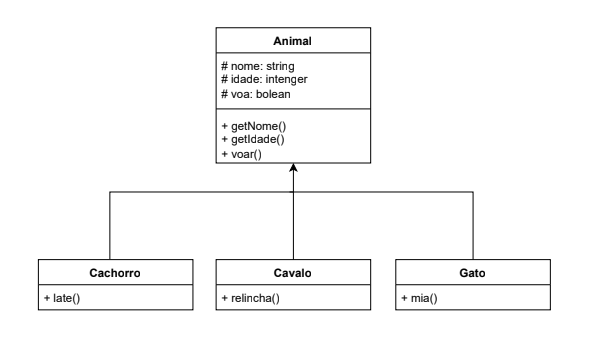 Animal
# nome: string
# idade: intenger
# voa: bolean
+ getNome()
+ getIdade()
+ voar()
Cachorro
+ late()
Cavalo
+ relincha()
Gato
+ mia()